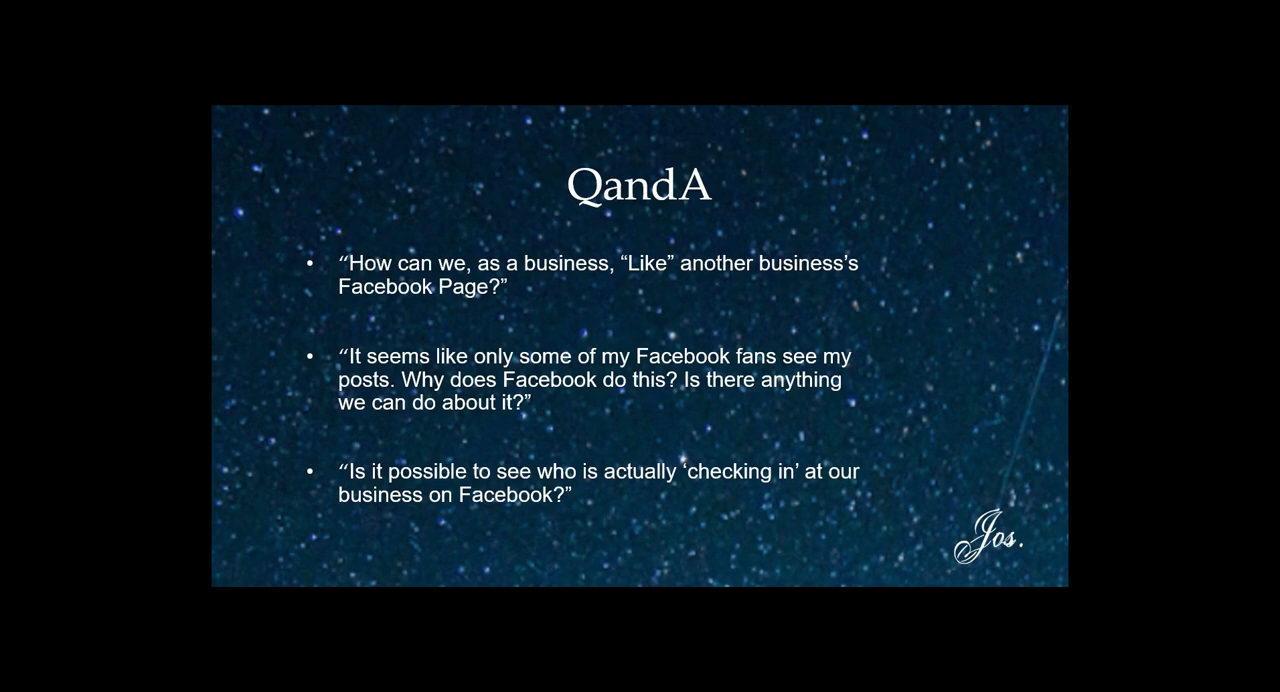 QandA
• “How can we, as a business, “Like” another business’s
Facebook Page?”
• “It seems like only some of my Facebook fans see my
posts. Why does Facebook do this? Is there anything
we can do about it?”
• “Is it possible to see who is actually ‘checking in’ at our
business on Facebook?”
Jos.